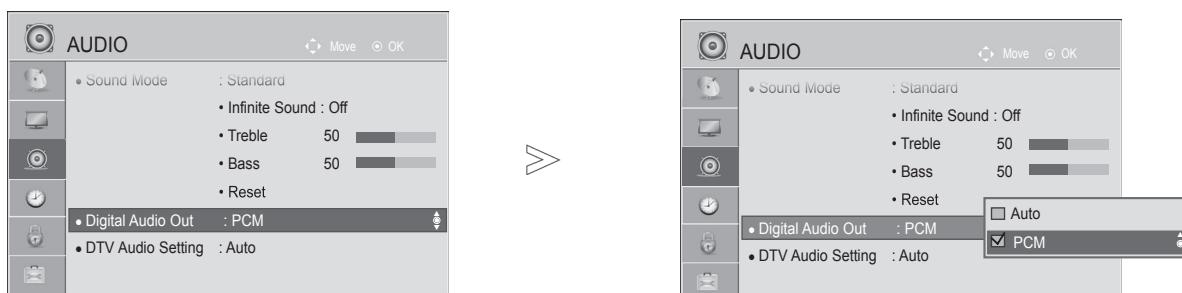 AUDIO
Move OK
• Sound Mode : Standard
• Infinite Sound : Off
• Treble 50
• Bass 50
• Reset
• Digital Audio Out : PCM
• DTV Audio Setting : Auto
AUDIO
Move OK
• Sound Mode : Standard
• Infinite Sound : Off
• Treble 50
• Bass 50
• Reset
• Digital Audio Out : PCM
• DTV Audio Setting : Auto
Auto
PCM